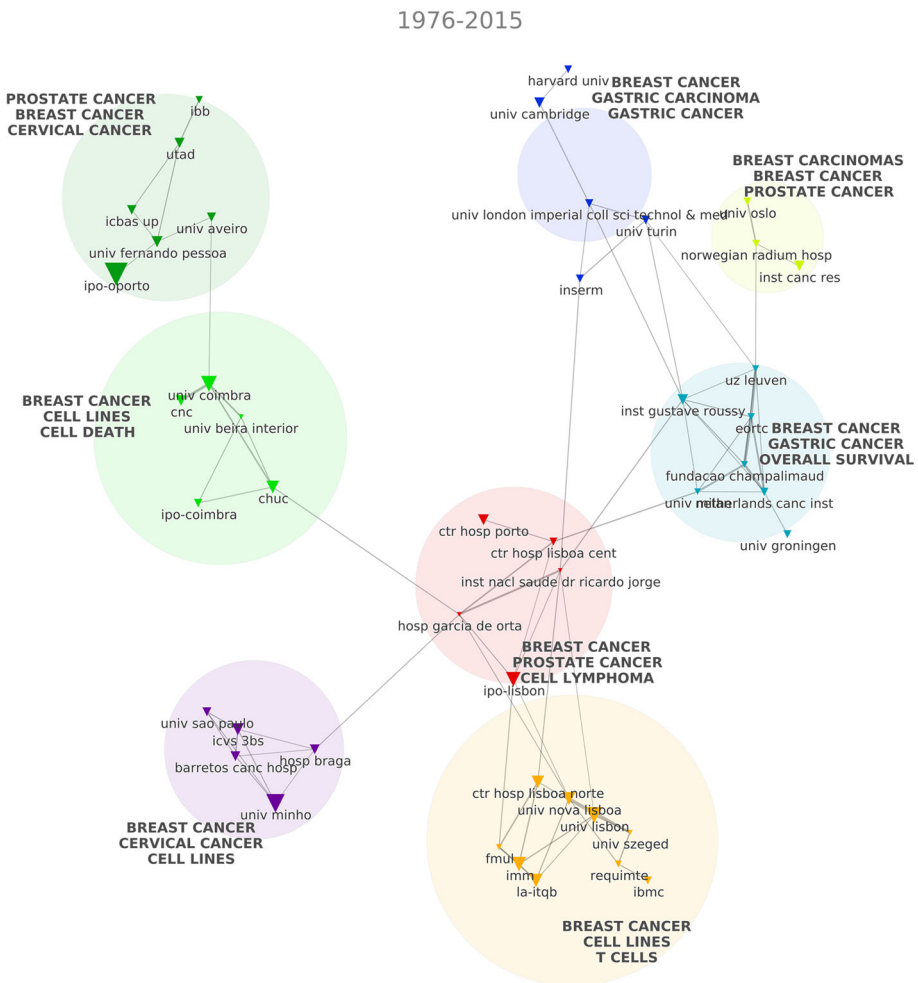 1976-2015
PROSTATE CANCER
BREAST CANCER
CERVICAL CANCER
ibb
utad
icbas up
univ aveiro
univ fernando pessoa
ipo-oporto
harvard univ
univ cambridge
BREAST CANCER
GASTRIC CARCINOMA
GASTRIC CANCER
univ london imperial coll sci technol & med
univ turin
inserm
BREAST CARCINOMAS
BREAST CANCER
PROSTATE CANCER
univ oslo
norwegian radium hosp
inst canc res
BREAST CANCER
CELL LINES
CELL DEATH
univ coimbra
cnc
univ beira interior
chuc
ipo-coimbra
uz leuven
inst gustave roussy
eortc
BREAST CANCER
GASTRIC CANCER
OVERALL SURVIVAL
fundacao champalimaud
univ milan
netherlands canc inst
univ groningen
ctr hosp porto
ctr hosp lisboa cent
inst nacl saude dr ricardo jorge
hosp garcia de orta
BREAST CANCER
PROSTATE CANCER
CELL LYMPHOMA
ipo-lisbon
univ sao paulo
icvs 3bs
hosp braga
barretos canc hosp
univ minho
BREAST CANCER
CERVICAL CANCER
CELL LINES
ctr hosp lisboa norte
univ nova lisboa
univ lisbon
univ szeged
fmul
imm
requimte
la-itqb
ibmc
BREAST CANCER
CELL LINES
T CELLS